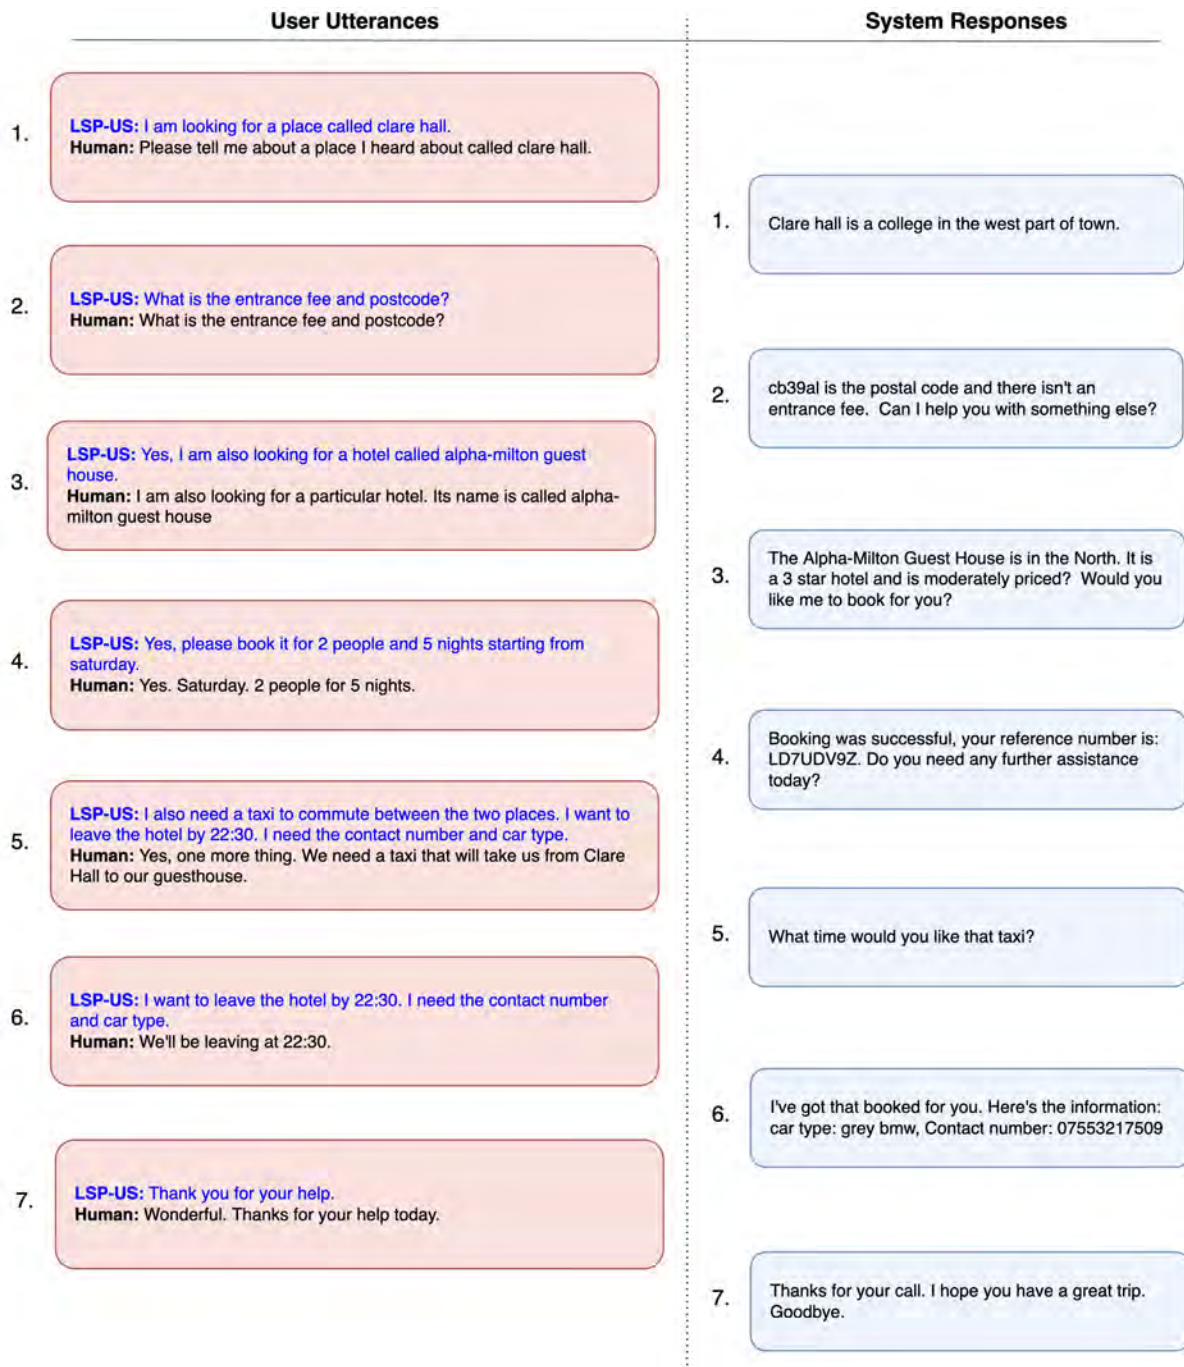 User Utterances
System Responses
1.
LSP-US: I am looking for a place called clare hall.
Human: Please tell me about a place I heard about called clare hall.
1.
Clare hall is a college in the west part of town.
2.
LSP-US: What is the entrance fee and postcode?
Human: What is the entrance fee and postcode?
2.
cb39al is the postal code and there isn't an
entrance fee.  Can I help you with something else?
3.
LSP-US: Yes, I am also looking for a hotel called alpha-milton guest
house.
Human: I am also looking for a particular hotel. Its name is called alpha-
milton guest house
3.
The Alpha-Milton Guest House is in the North. It is
a 3 star hotel and is moderately priced?  Would you
like me to book for you?
4.
LSP-US: Yes, please book it for 2 people and 5 nights starting from
saturday.
Human: Yes. Saturday. 2 people for 5 nights.
4.
Booking was successful, your reference number is:
LD7UDV9Z. Do you need any further assistance
today?
5.
LSP-US: I also need a taxi to commute between the two places. I want to
leave the hotel by 22:30. I need the contact number and car type.
Human: Yes, one more thing. We need a taxi that will take us from Clare
Hall to our guesthouse.
5.
What time would you like that taxi?
6.
LSP-US: I want to leave the hotel by 22:30. I need the contact number
and car type.
Human: We'll be leaving at 22:30.
6.
I've got that booked for you. Here's the information:
car type: grey bmw, Contact number: 07553217509
7.
LSP-US: Thank you for your help.
Human: Wonderful. Thanks for your help today.
7.
Thanks for your call. I hope you have a great trip.
Goodbye.